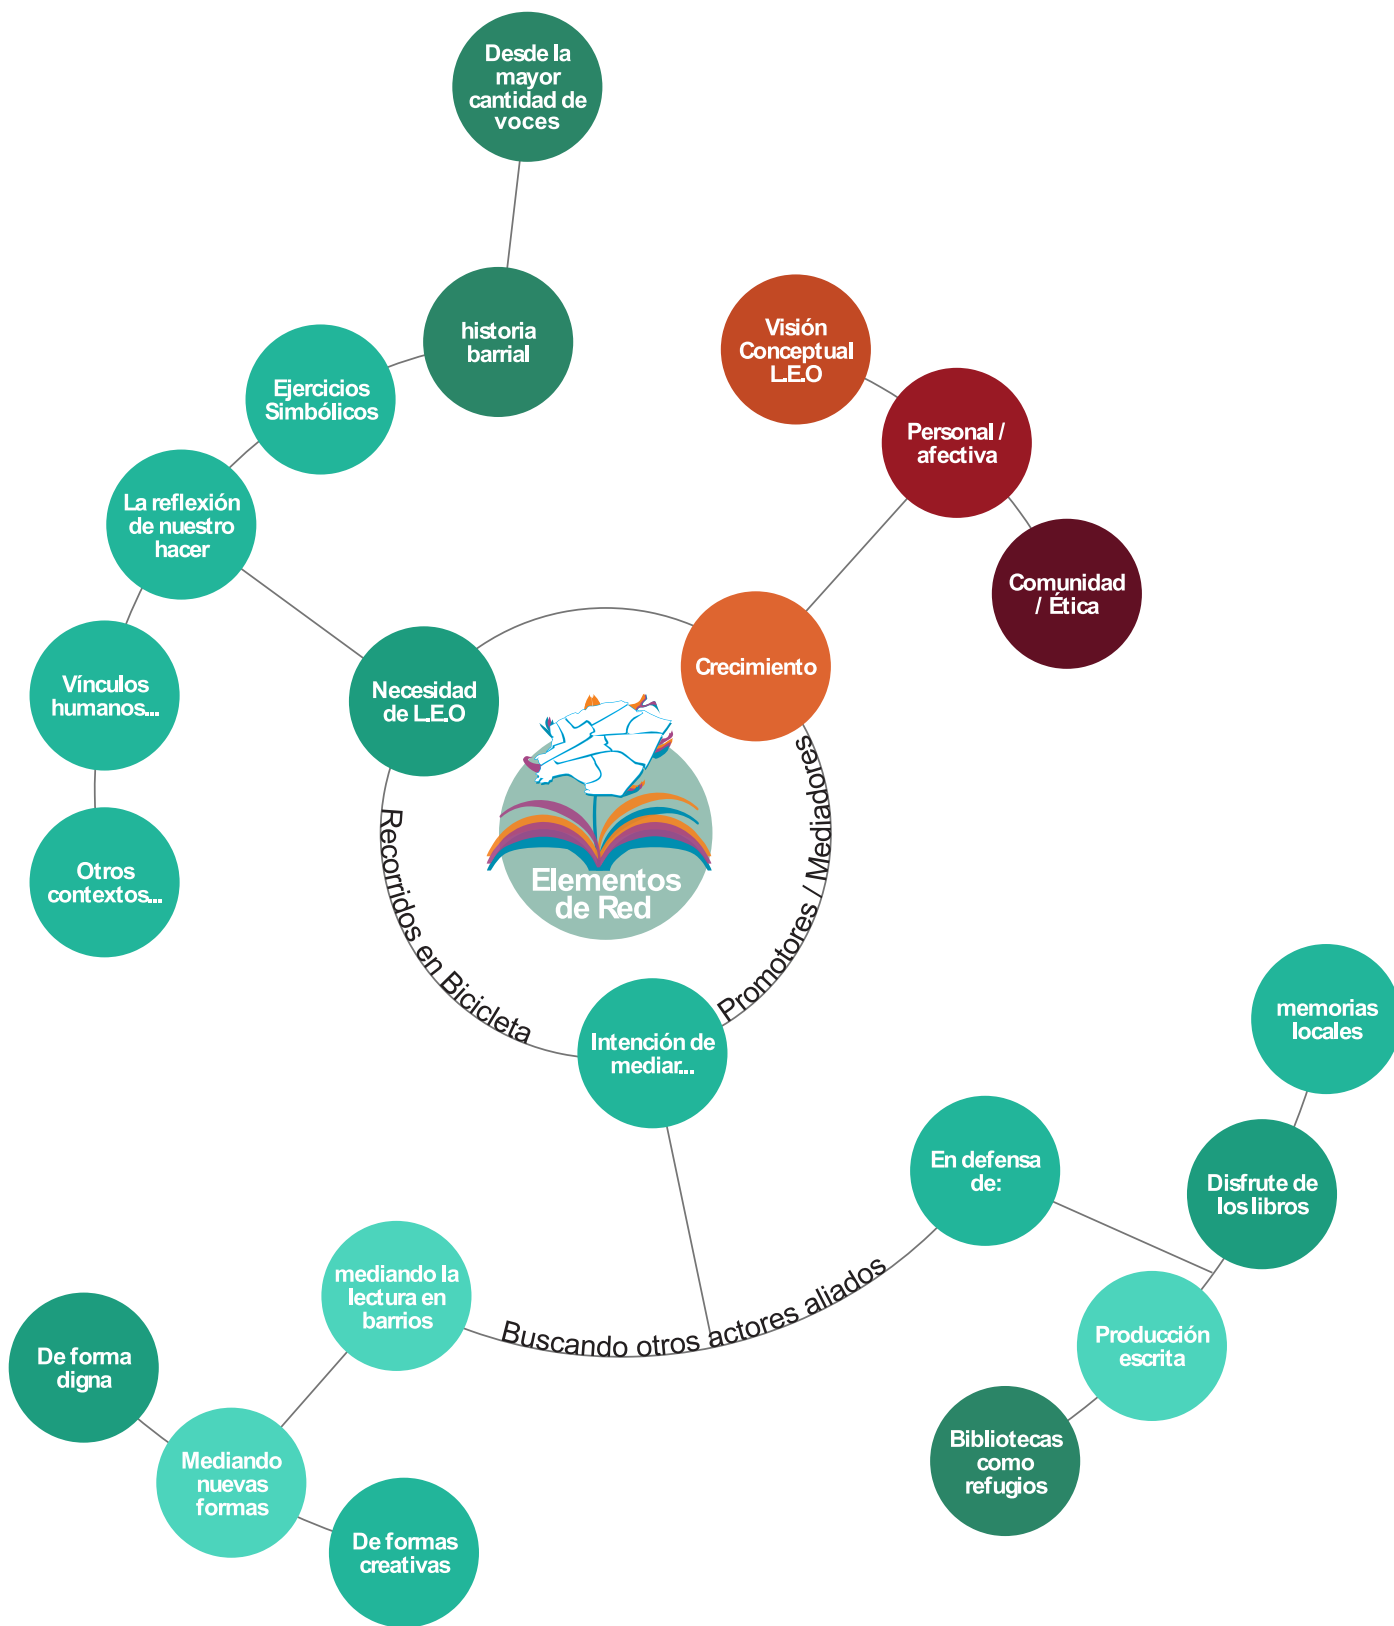 Desde la
mayor
cantidad de
voces
historia
barrial
Ejercicios
Simbólicos
La reflexión
de nuestro
hacer
Vínculos
humanos...
Otros
contextos...
Necesidad
de L.E.O
Visión
Conceptual
L.E.O
Personal /
afectiva
Comunidad
/ Ética
Crecimiento
Elementos
de Red
Recorridos en Bicicleta
Promotores / Mediadores
Intención de
mediar...
Buscando otros actores aliados
mediando la
lectura en
barrios
De forma
digna
Mediando
nuevas
formas
De formas
creativas
En defensa
de:
memorias
locales
Disfrute de
los libros
Producción
escrita
Bibliotecas
como
refugios